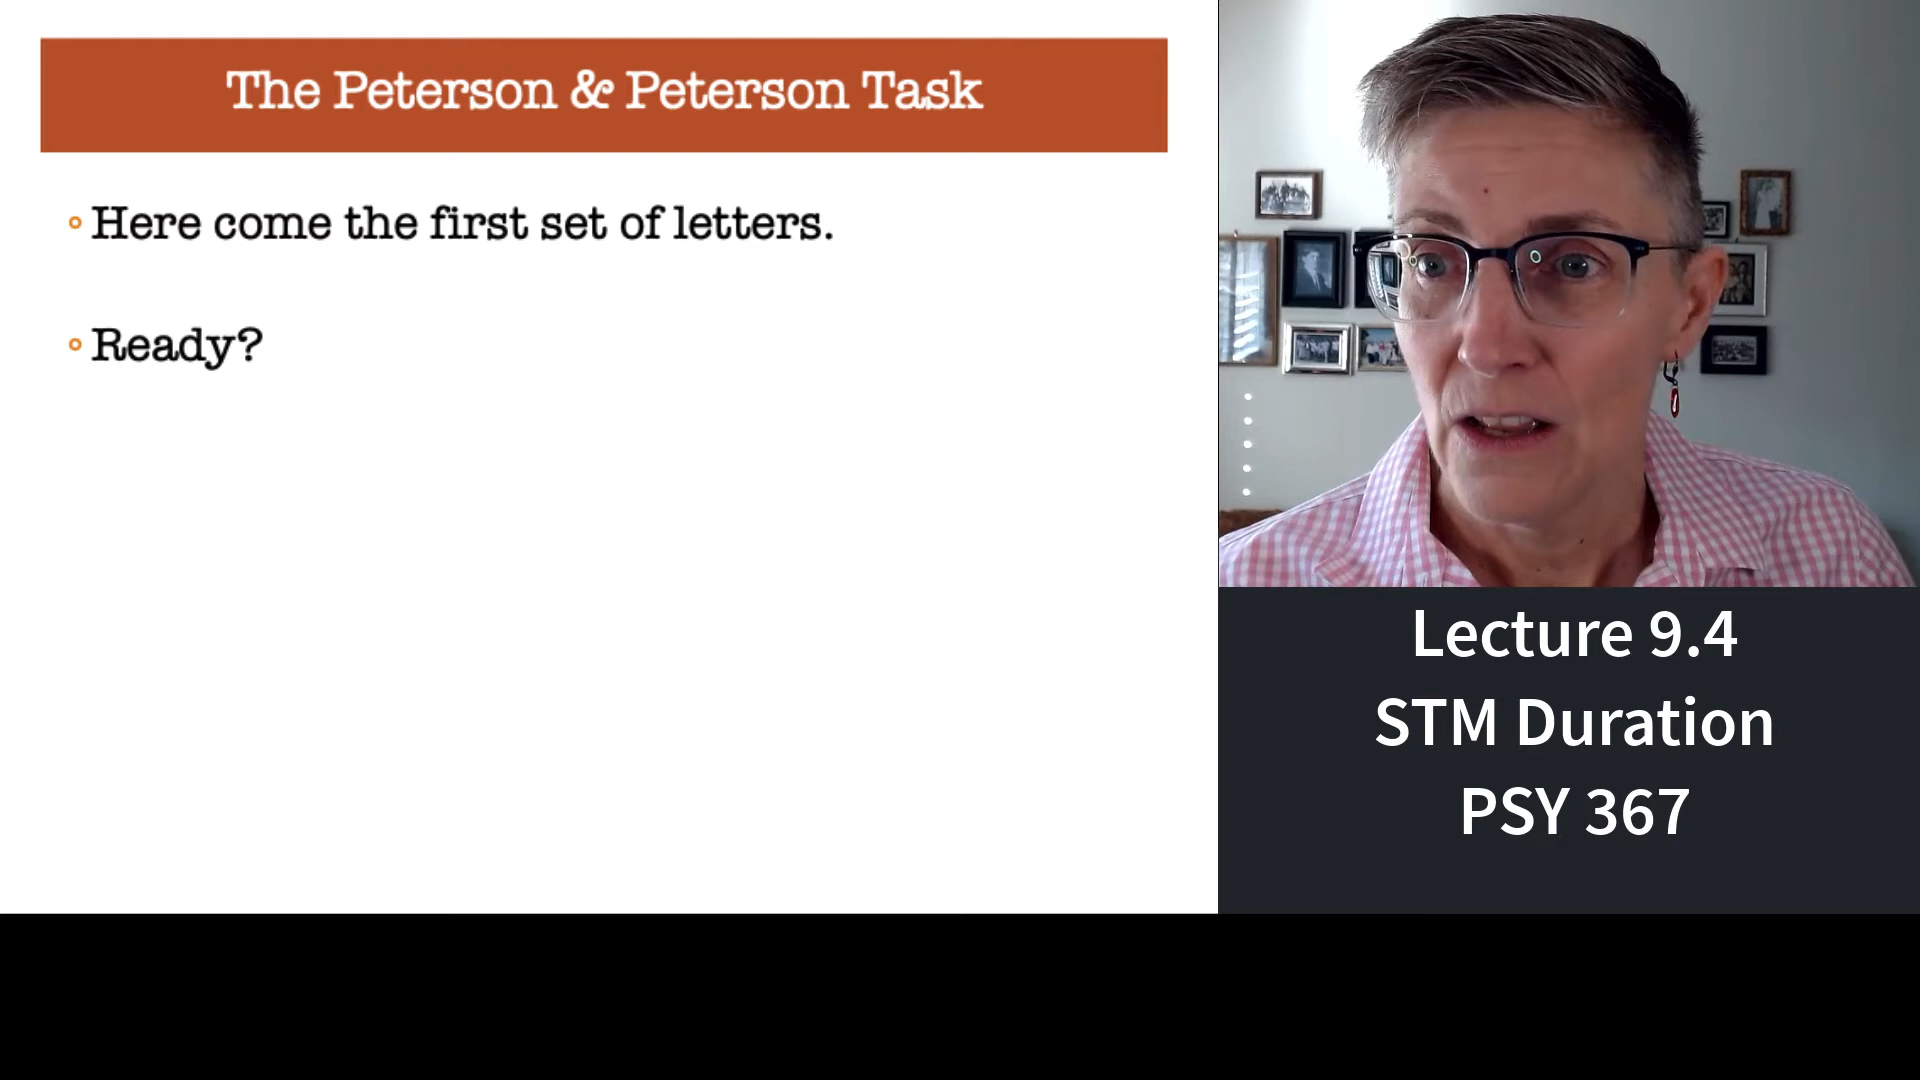 The Peterson & Peterson Task
Here come the first set of letters.
Ready?
Lecture 9.4
STM Duration
PSY 367